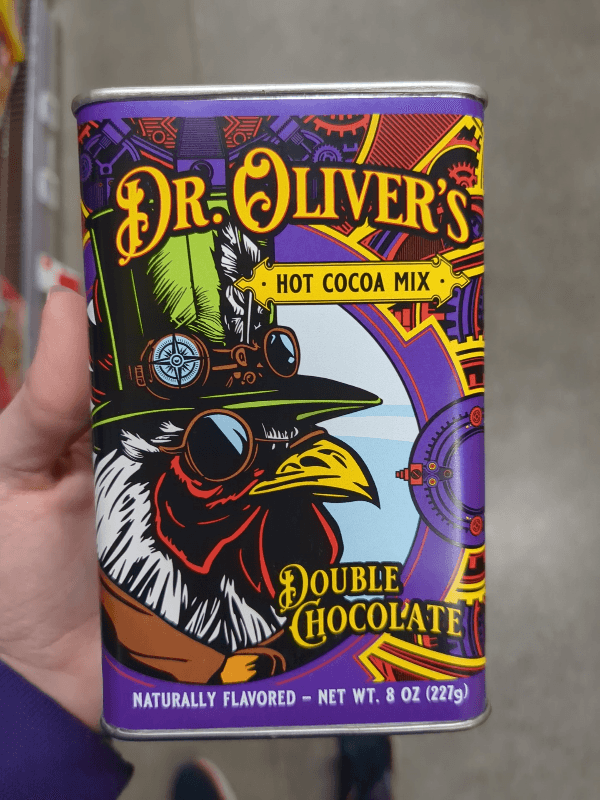 DR. OLIVER'S
HOT COCOA MIX
DOUBLE
CHOCOLATE
NATURALLY FLAVORED – NET WT. 8 OZ (227g)